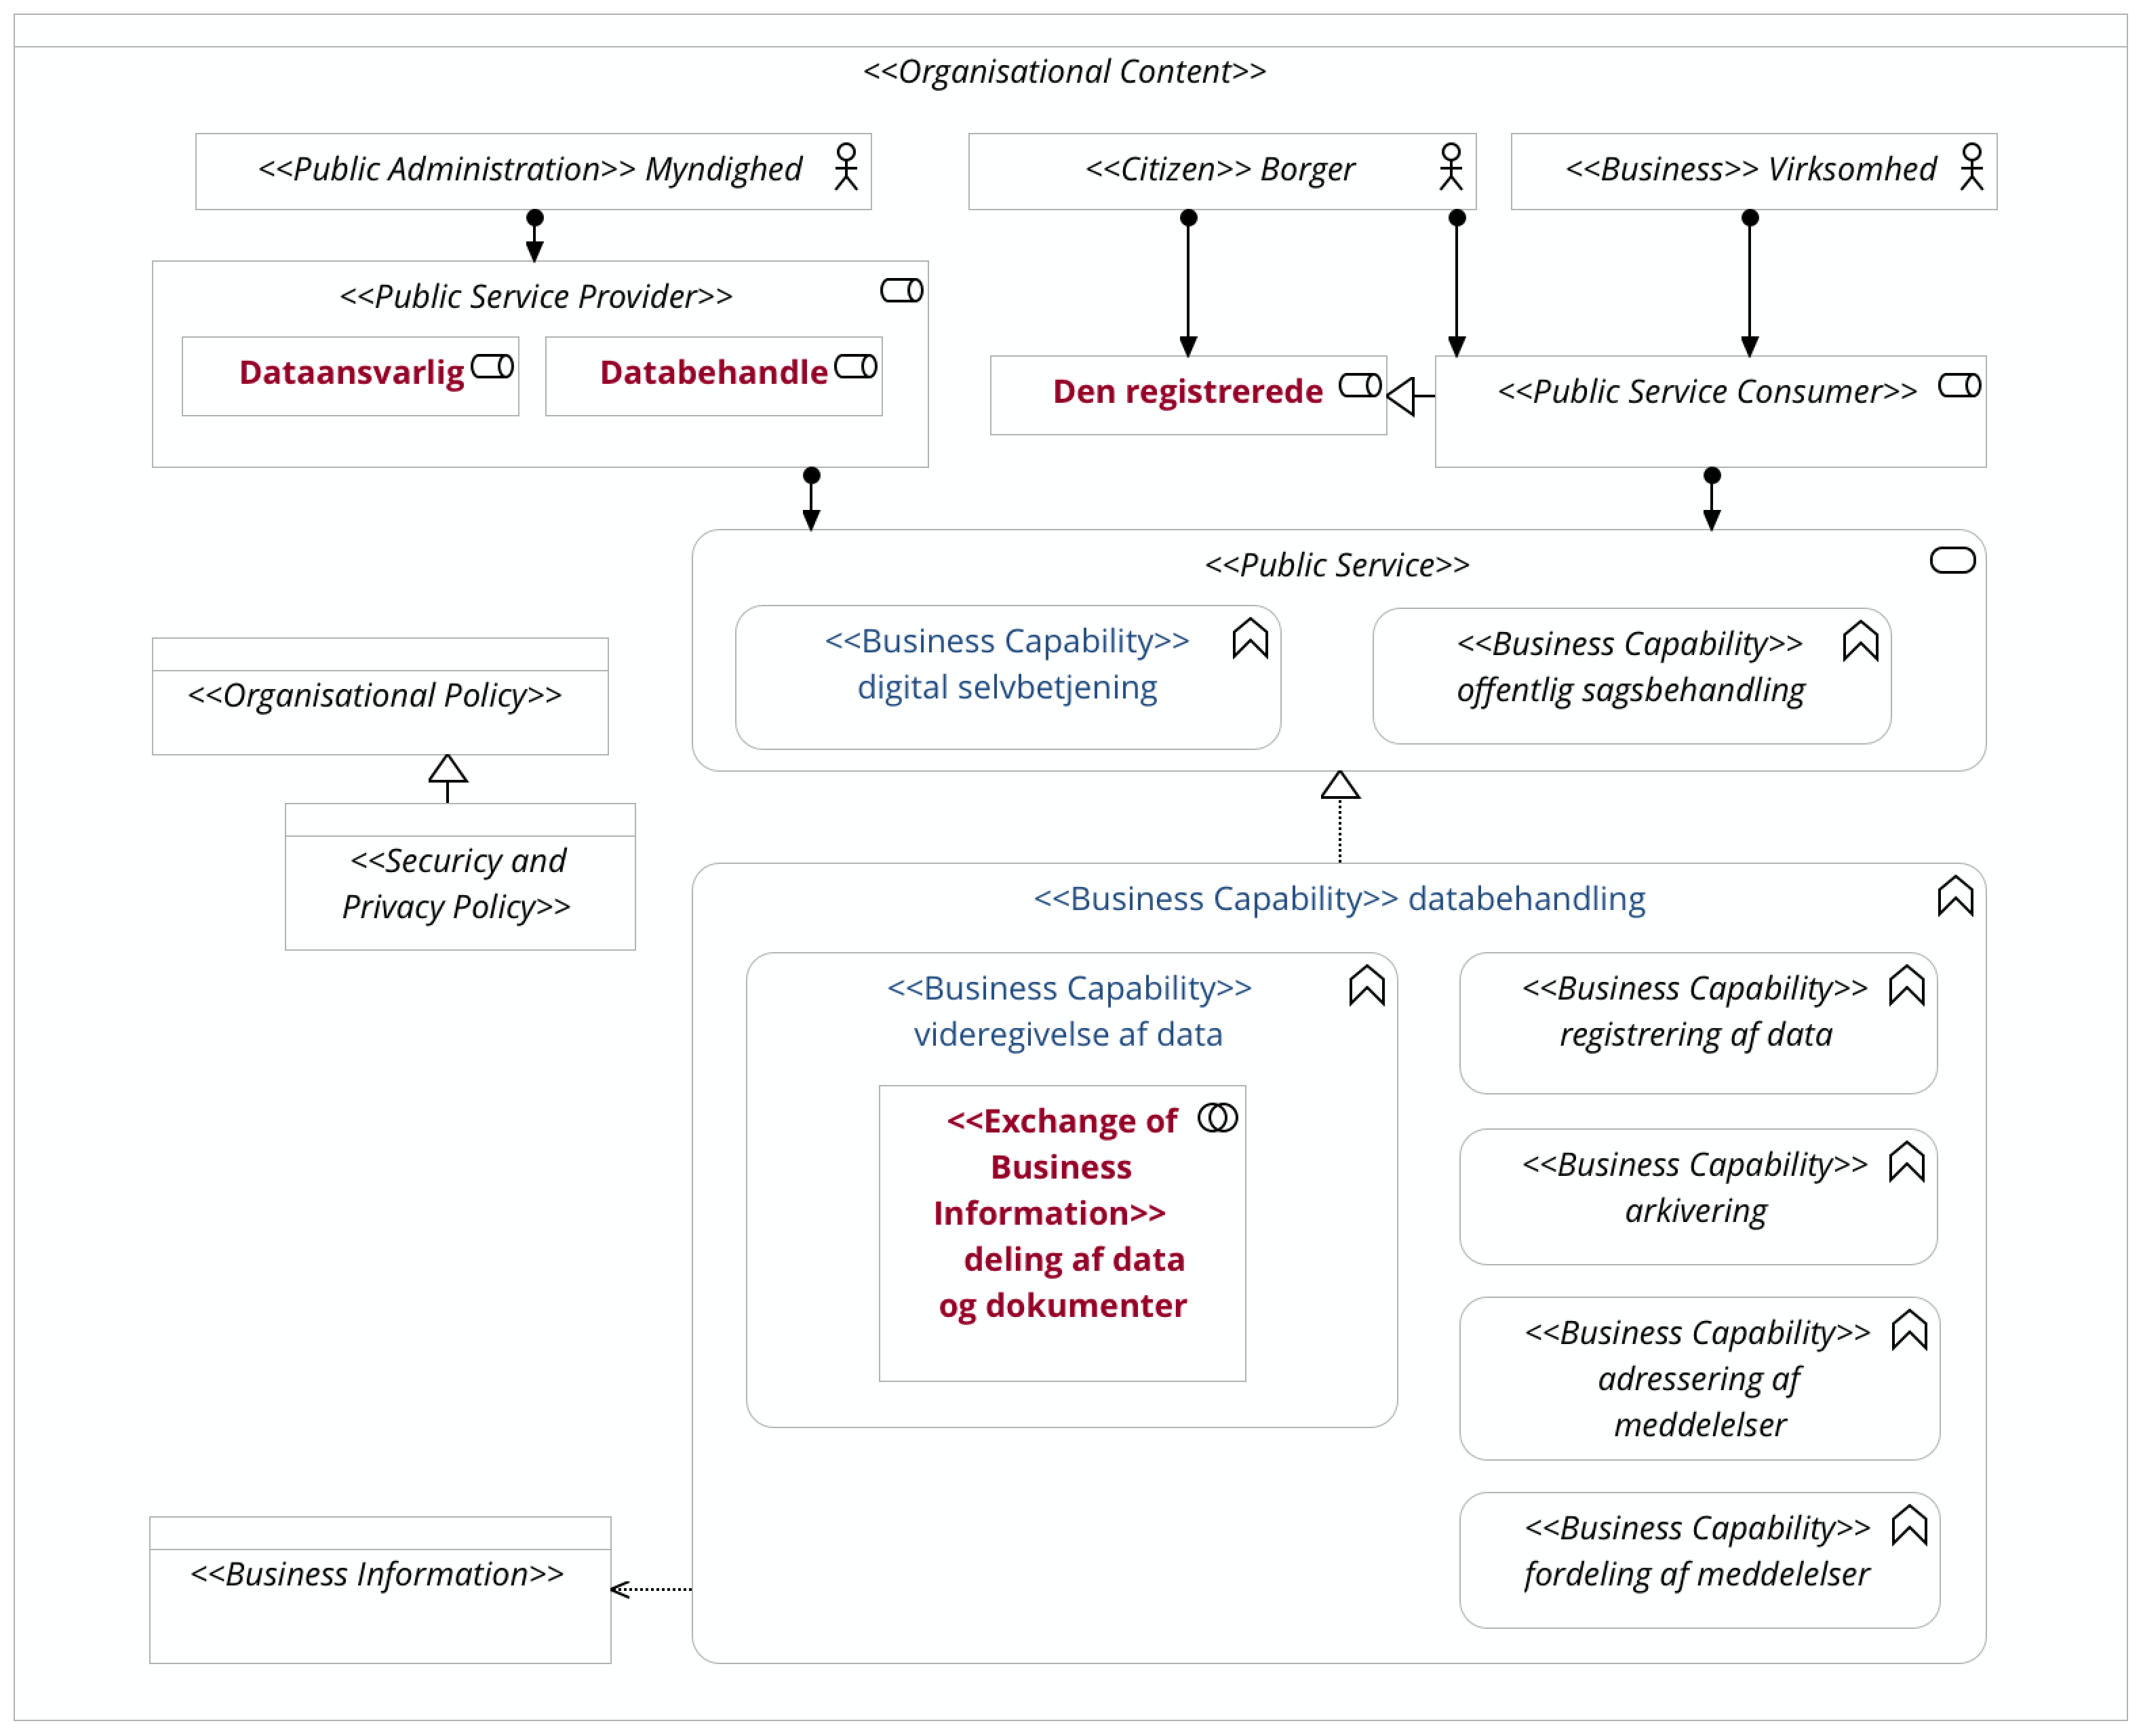 <<Organisational Content>>
<<Public Administration>> Myndighed
<<Citizen>> Borger
<<Business>> Virksomhed
<<Public Service Provider>>
Dataansvarlig
Databehandle
Den registrerede
<<Public Service Consumer>>
<<Public Service>>
<<Business Capability>>
digital selvbetjening
<<Business Capability>>
offentlig sagsbehandling
<<Organisational Policy>>
<<Securicy and
Privacy Policy>>
<<Business Capability>> databehandling
<<Business Capability>>
videregivelse af data
<<Exchange of
Business
Information>>
deling af data
og dokumenter
<<Business Capability>>
registrering af data
<<Business Capability>>
arkivering
<<Business Capability>>
adressering af
meddelelser
<<Business Capability>>
fordeling af meddelelser
<<Business Information>>